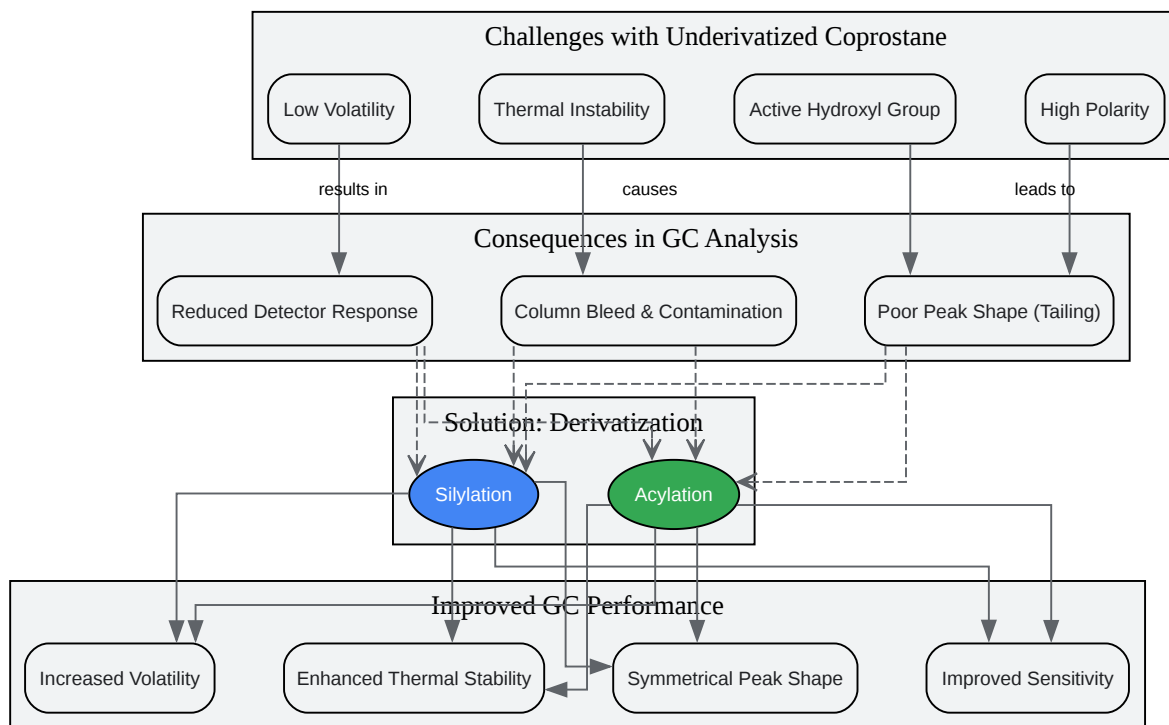 Challenges with Underivatized Coprostane
Low Volatility
Thermal Instability
Active Hydroxyl Group
High Polarity
results in
causes
leads to
Consequences in GC Analysis
Reduced Detector Response
Column Bleed & Contamination
Poor Peak Shape (Tailing)
Solution: Derivatization
Silylation
Acylation
Improved GC Performance
Increased Volatility
Enhanced Thermal Stability
Symmetrical Peak Shape
Improved Sensitivity